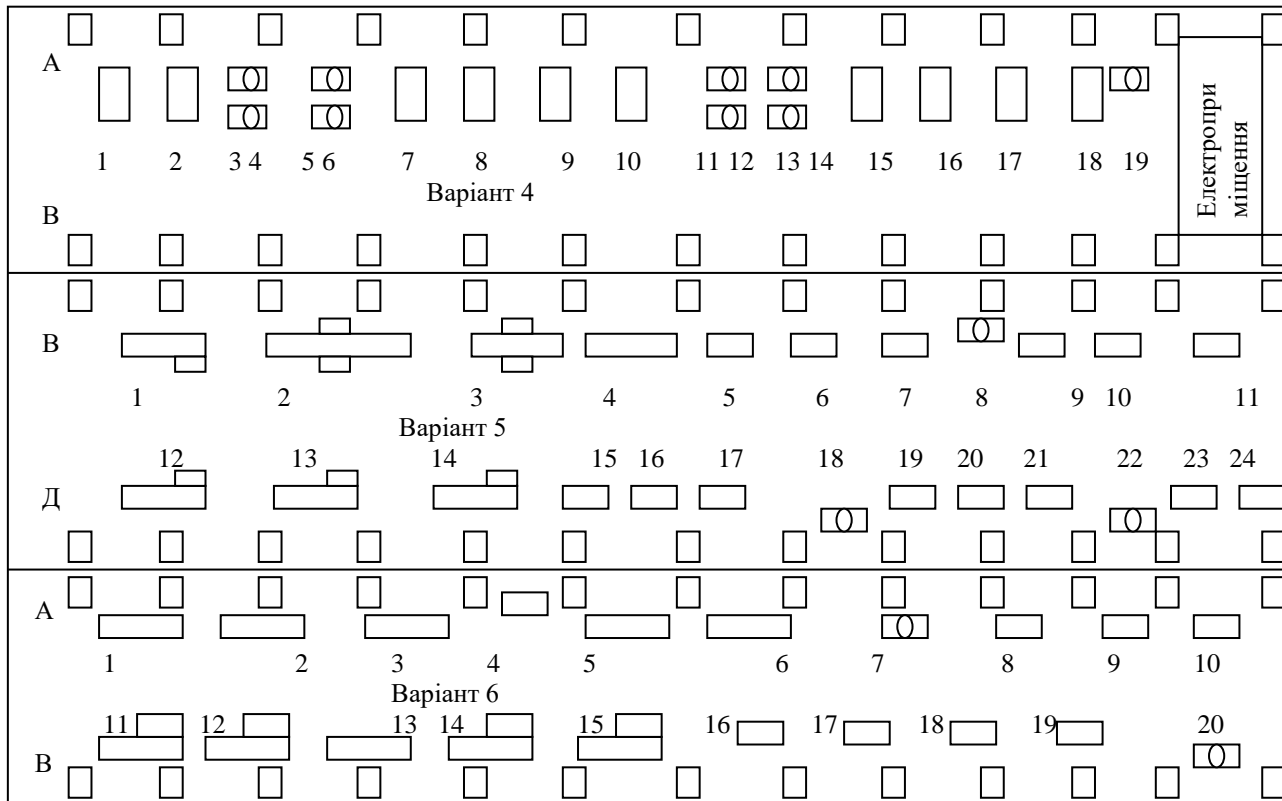 А
1 2 3 4 5 6 7 8 9 10 11 12 13 14 15 16 17 18 19
Варіант 4
В
Електропри
міщення
В
1 2 3 4 5 6 7 8 9 10 11
Варіант 5
12 13 14 15 16 17 18 19 20 21 22 23 24
Д
А
1 2 3 4 5 6 7 8 9 10
Варіант 6
11 12 13 14 15 16 17 18 19 20
В